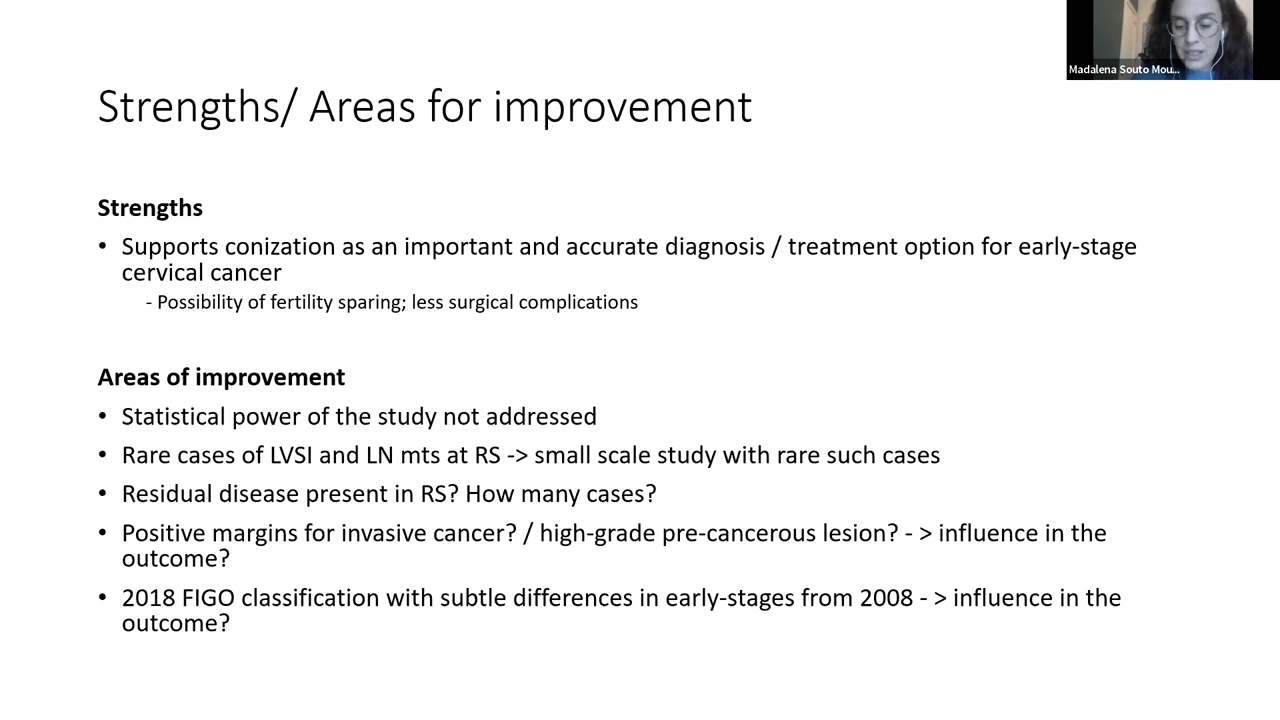 Madalena Souto Mou...
Strengths/ Areas for improvement
Strengths
• Supports conization as an important and accurate diagnosis / treatment option for early-stage
cervical cancer
- Possibility of fertility sparing; less surgical complications
Areas of improvement
• Statistical power of the study not addressed
• Rare cases of LVSI and LN mts at RS -> small scale study with rare such cases
• Residual disease present in RS? How many cases?
• Positive margins for invasive cancer? / high-grade pre-cancerous lesion? - > influence in the
outcome?
• 2018 FIGO classification with subtle differences in early-stages from 2008 - > influence in the
outcome?